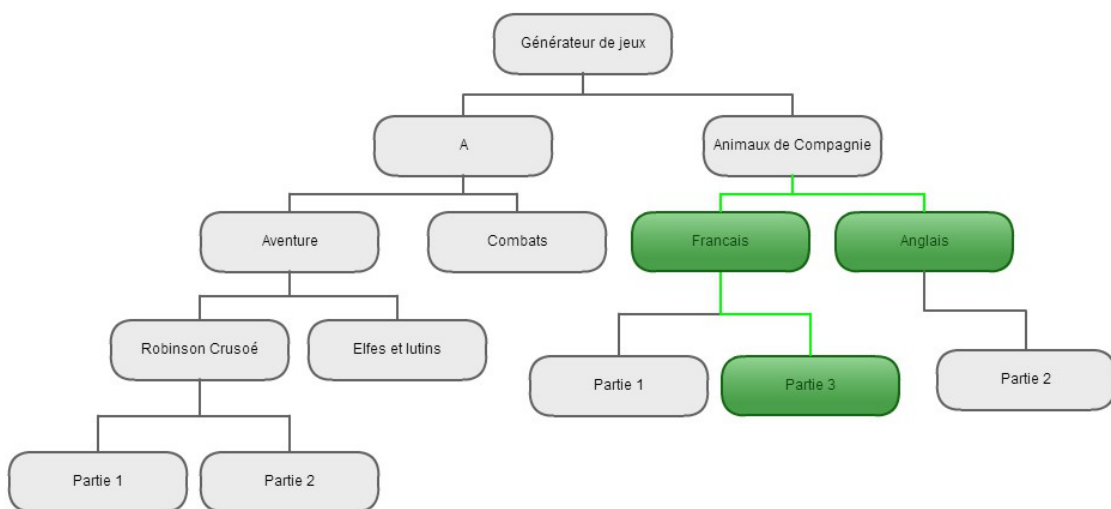 Générateur de jeux
A
Animaux de Compagnie
Aventure
Combats
Francais
Anglais
Robinson Crusoé
Elfes et lutins
Partie 1
Partie 3
Partie 2
Partie 1
Partie 2